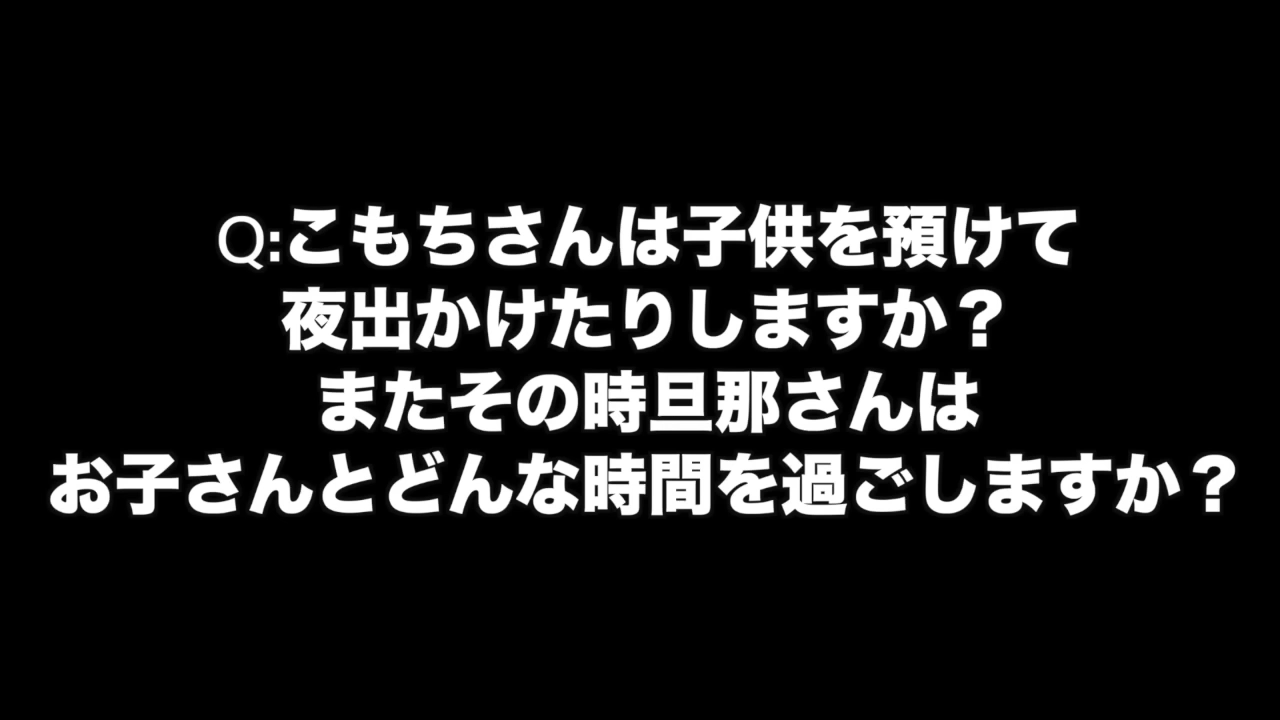 Q:こもちさんは子供を預けて
夜出かけたりしますか？
またその時旦那さんは
お子さんとどんな時間を過ごしますか？